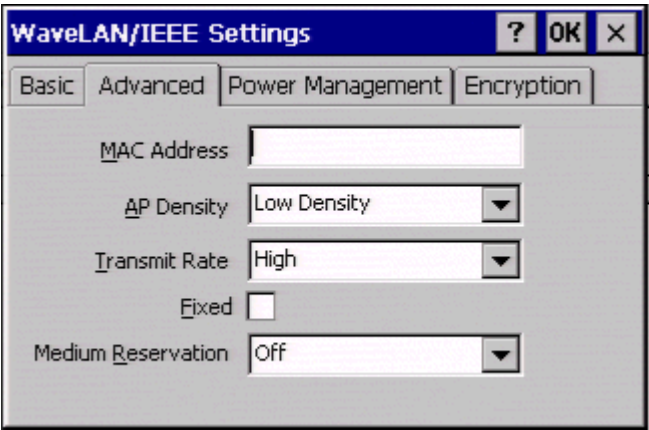 WaveLAN/IEEE Settings ? OK ×
Basic Advanced Power Management Encryption
MAC Address
AP Density Low Density
Transmit Rate High
Fixed
Medium Reservation Off